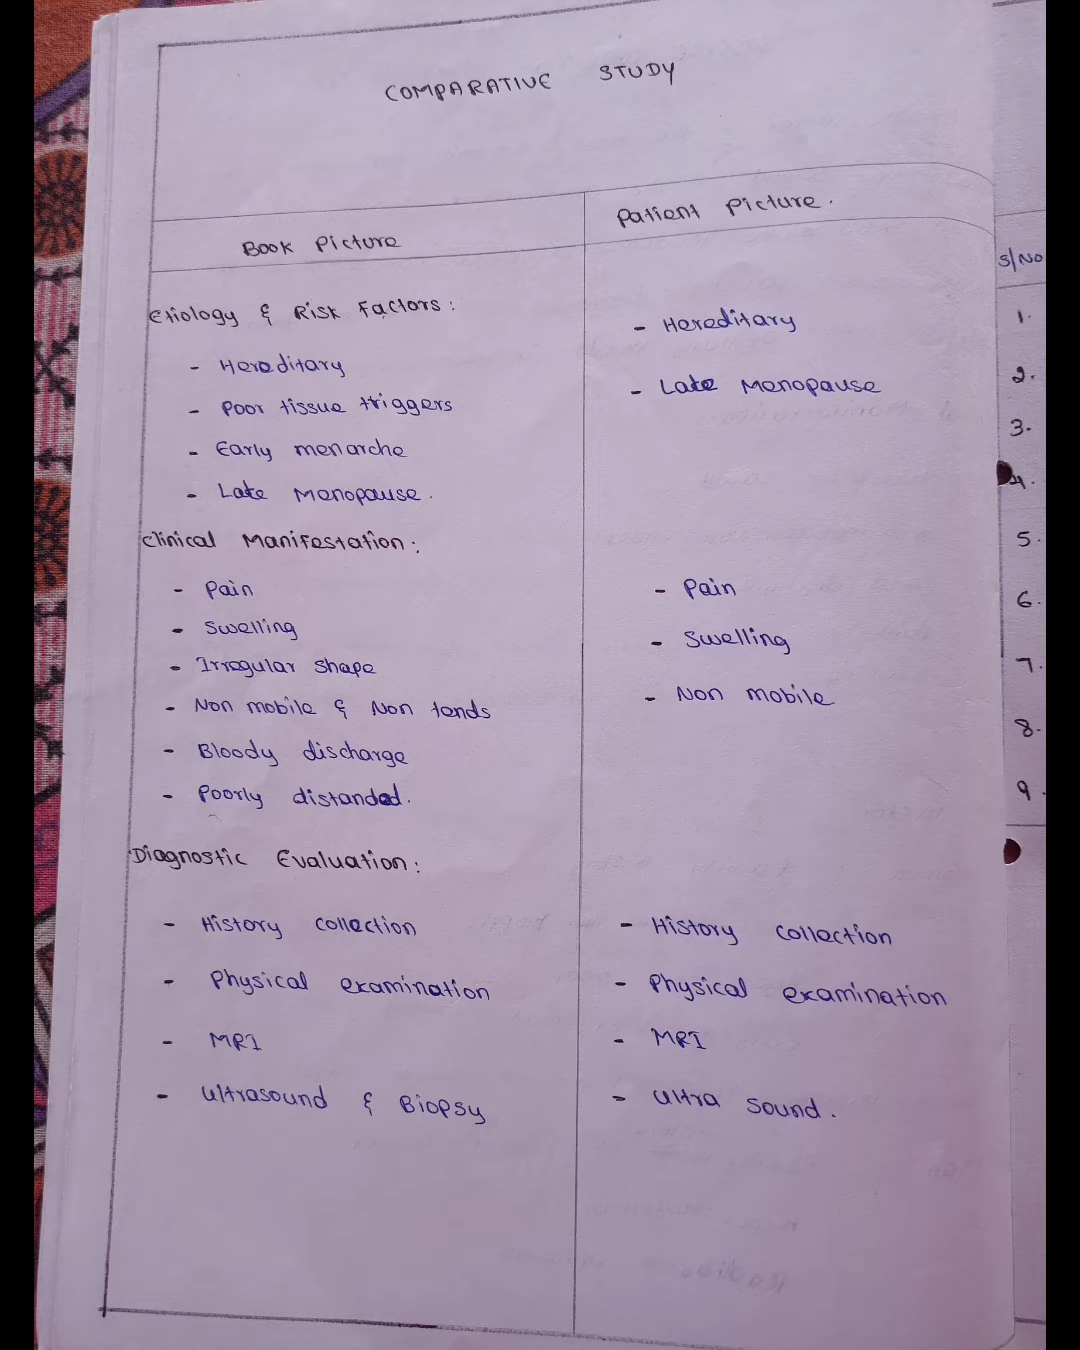 COMPARATIVE STUDY
Book Picture
Patient Picture.
Etiology & Risk Factors:
- Hereditary
- Poor tissue triggers
- Early menarche
- Late Menopause.
- Hereditary
- Late Menopause
Clinical Manifestation:
- Pain
- Swelling
- Irregular shape
- Non mobile & Non tends
- Bloody discharge
- Poorly distanded.
- Pain
- Swelling
- Non mobile
Diagnostic Evaluation:
- History collection
- Physical examination
- MRI
- Ultrasound & Biopsy
- History collection
- Physical examination
- MRI
- Ultra sound.
S/No
1.
2.
3.
4.
5.
6.
7.
8.
9.